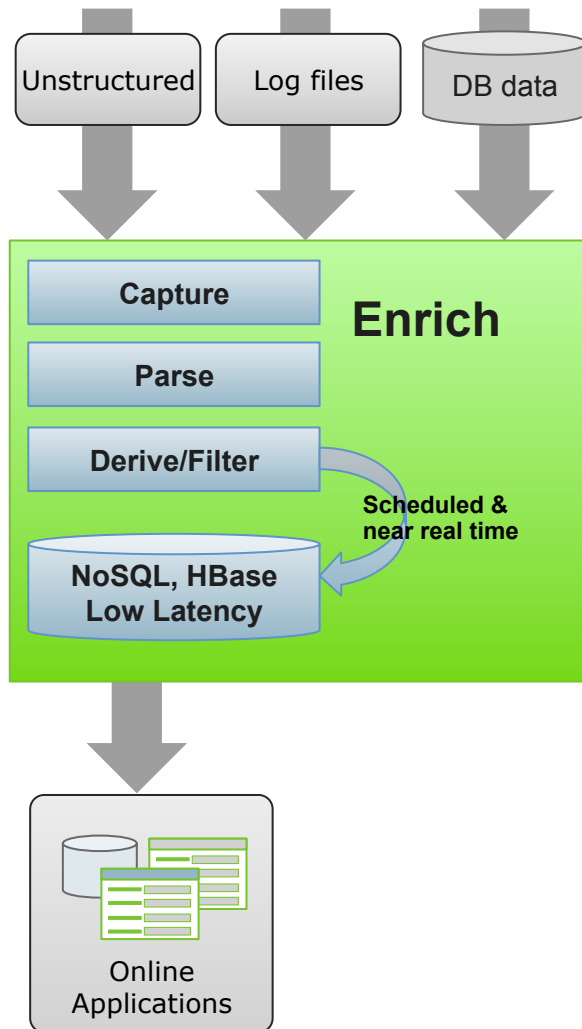 Unstructured
Log files
DB data
Capture
Enrich
Parse
Derive/Filter
Scheduled &
near real time
NoSQL, HBase
Low Latency
Online
Applications